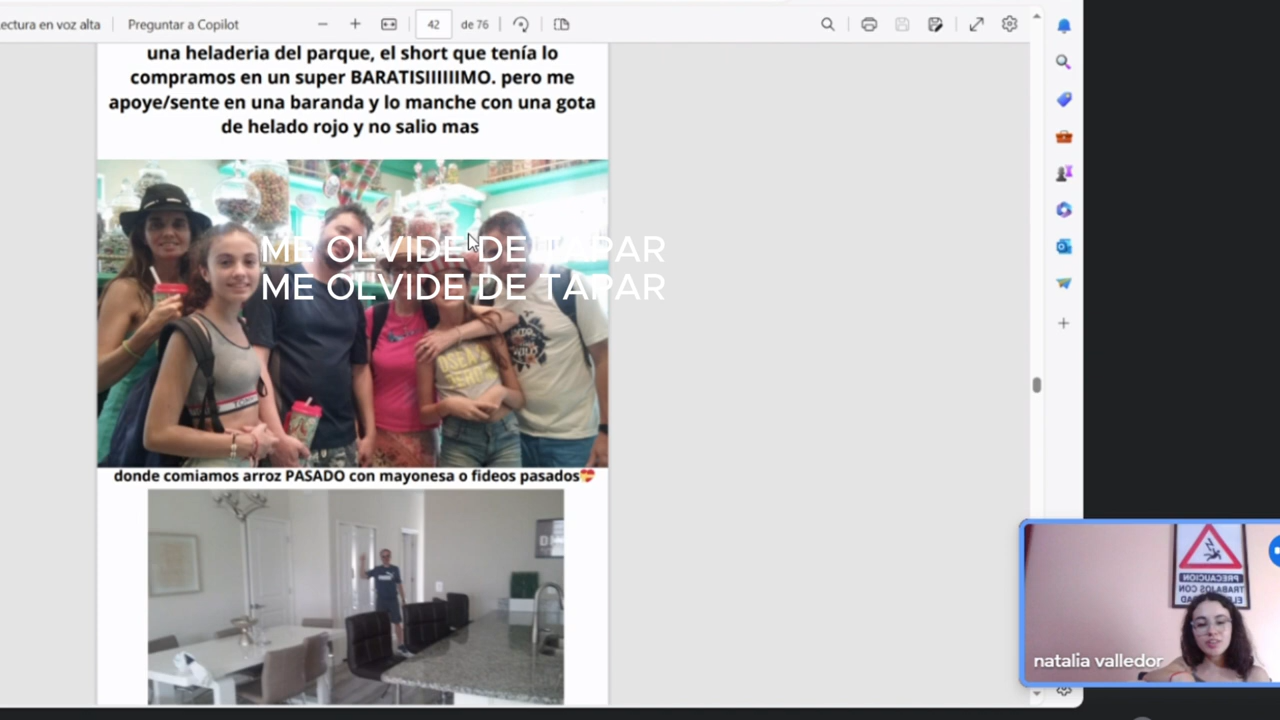 ectura en voz alta
Preguntar a Copilot
42
de 76
una heladeria del parque, el short que tenía lo
compramos en un super BARATISIIIIIIMO. pero me
apoye/sente en una baranda y lo manche con una gota
de helado rojo y no salio mas
ME OLVIDE DE TAPAR
ME OLVIDE DE TAPAR
donde comiamos arroz PASADO con mayonesa o fideos pasados
PRECAUCION
TRABAJOS CON
natalia valledor